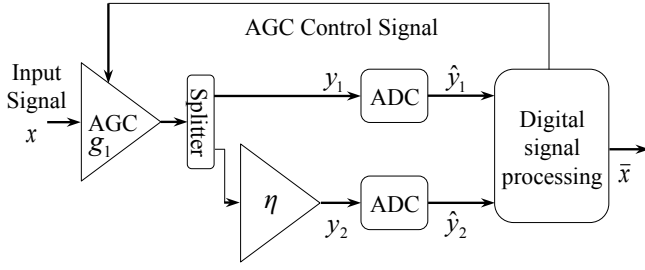 AGC Control Signal
Input
Signal
x
AGC
g₁
Splitter
y₁
ADC
ŷ₁
η
y₂
ADC
ŷ₂
Digital
signal
processing
x̄